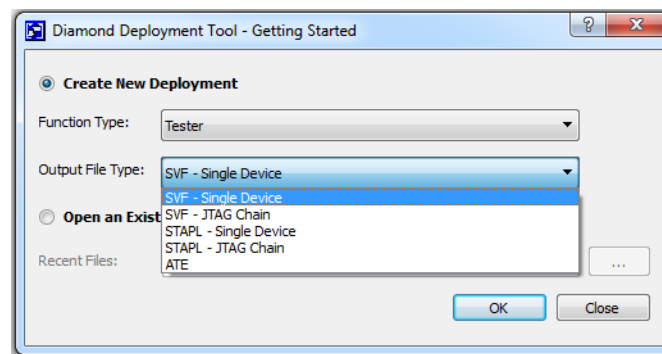 Diamond Deployment Tool - Getting Started
?
Create New Deployment
Function Type: Tester
Output File Type: SVF - Single Device
SVF - Single Device
Open an Exist SVF - JTAG Chain
STAPL - Single Device
Recent Files: STAPL - JTAG Chain ...
ATE
OK Close